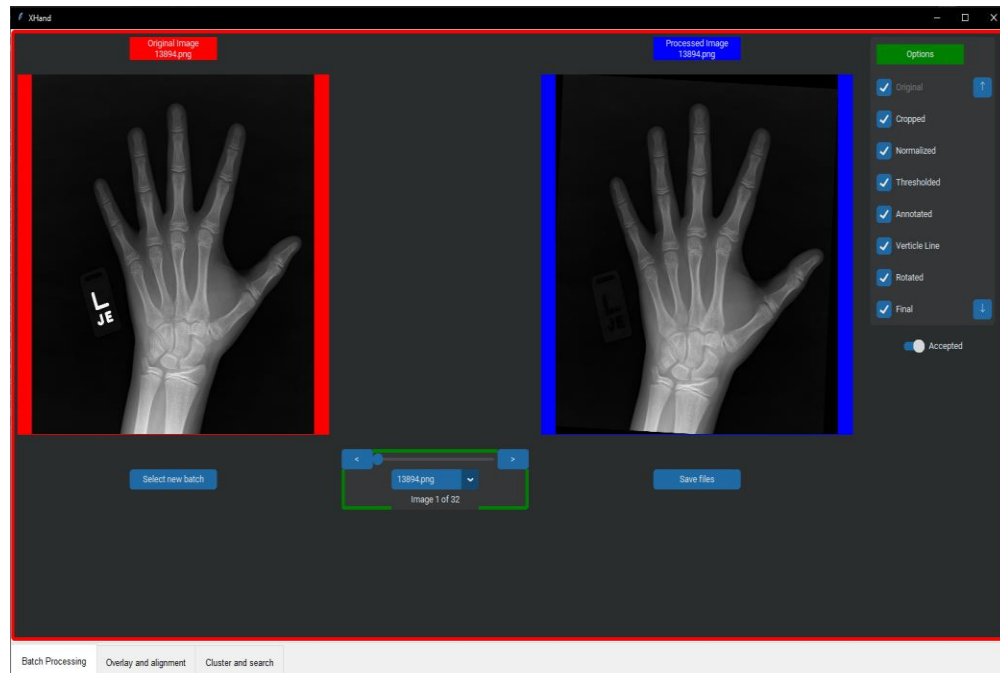 XHand
Original Image
13894.png
Processed Image
13894.png
Options
Original
↑
Cropped
Normalized
Thresholded
Annotated
Verticle Line
Rotated
Final
↓
Accepted
L
JE
<
>
13894.png
Image 1 of 32
Select new batch
Save files
Batch Processing
Overlay and alignment
Cluster and search